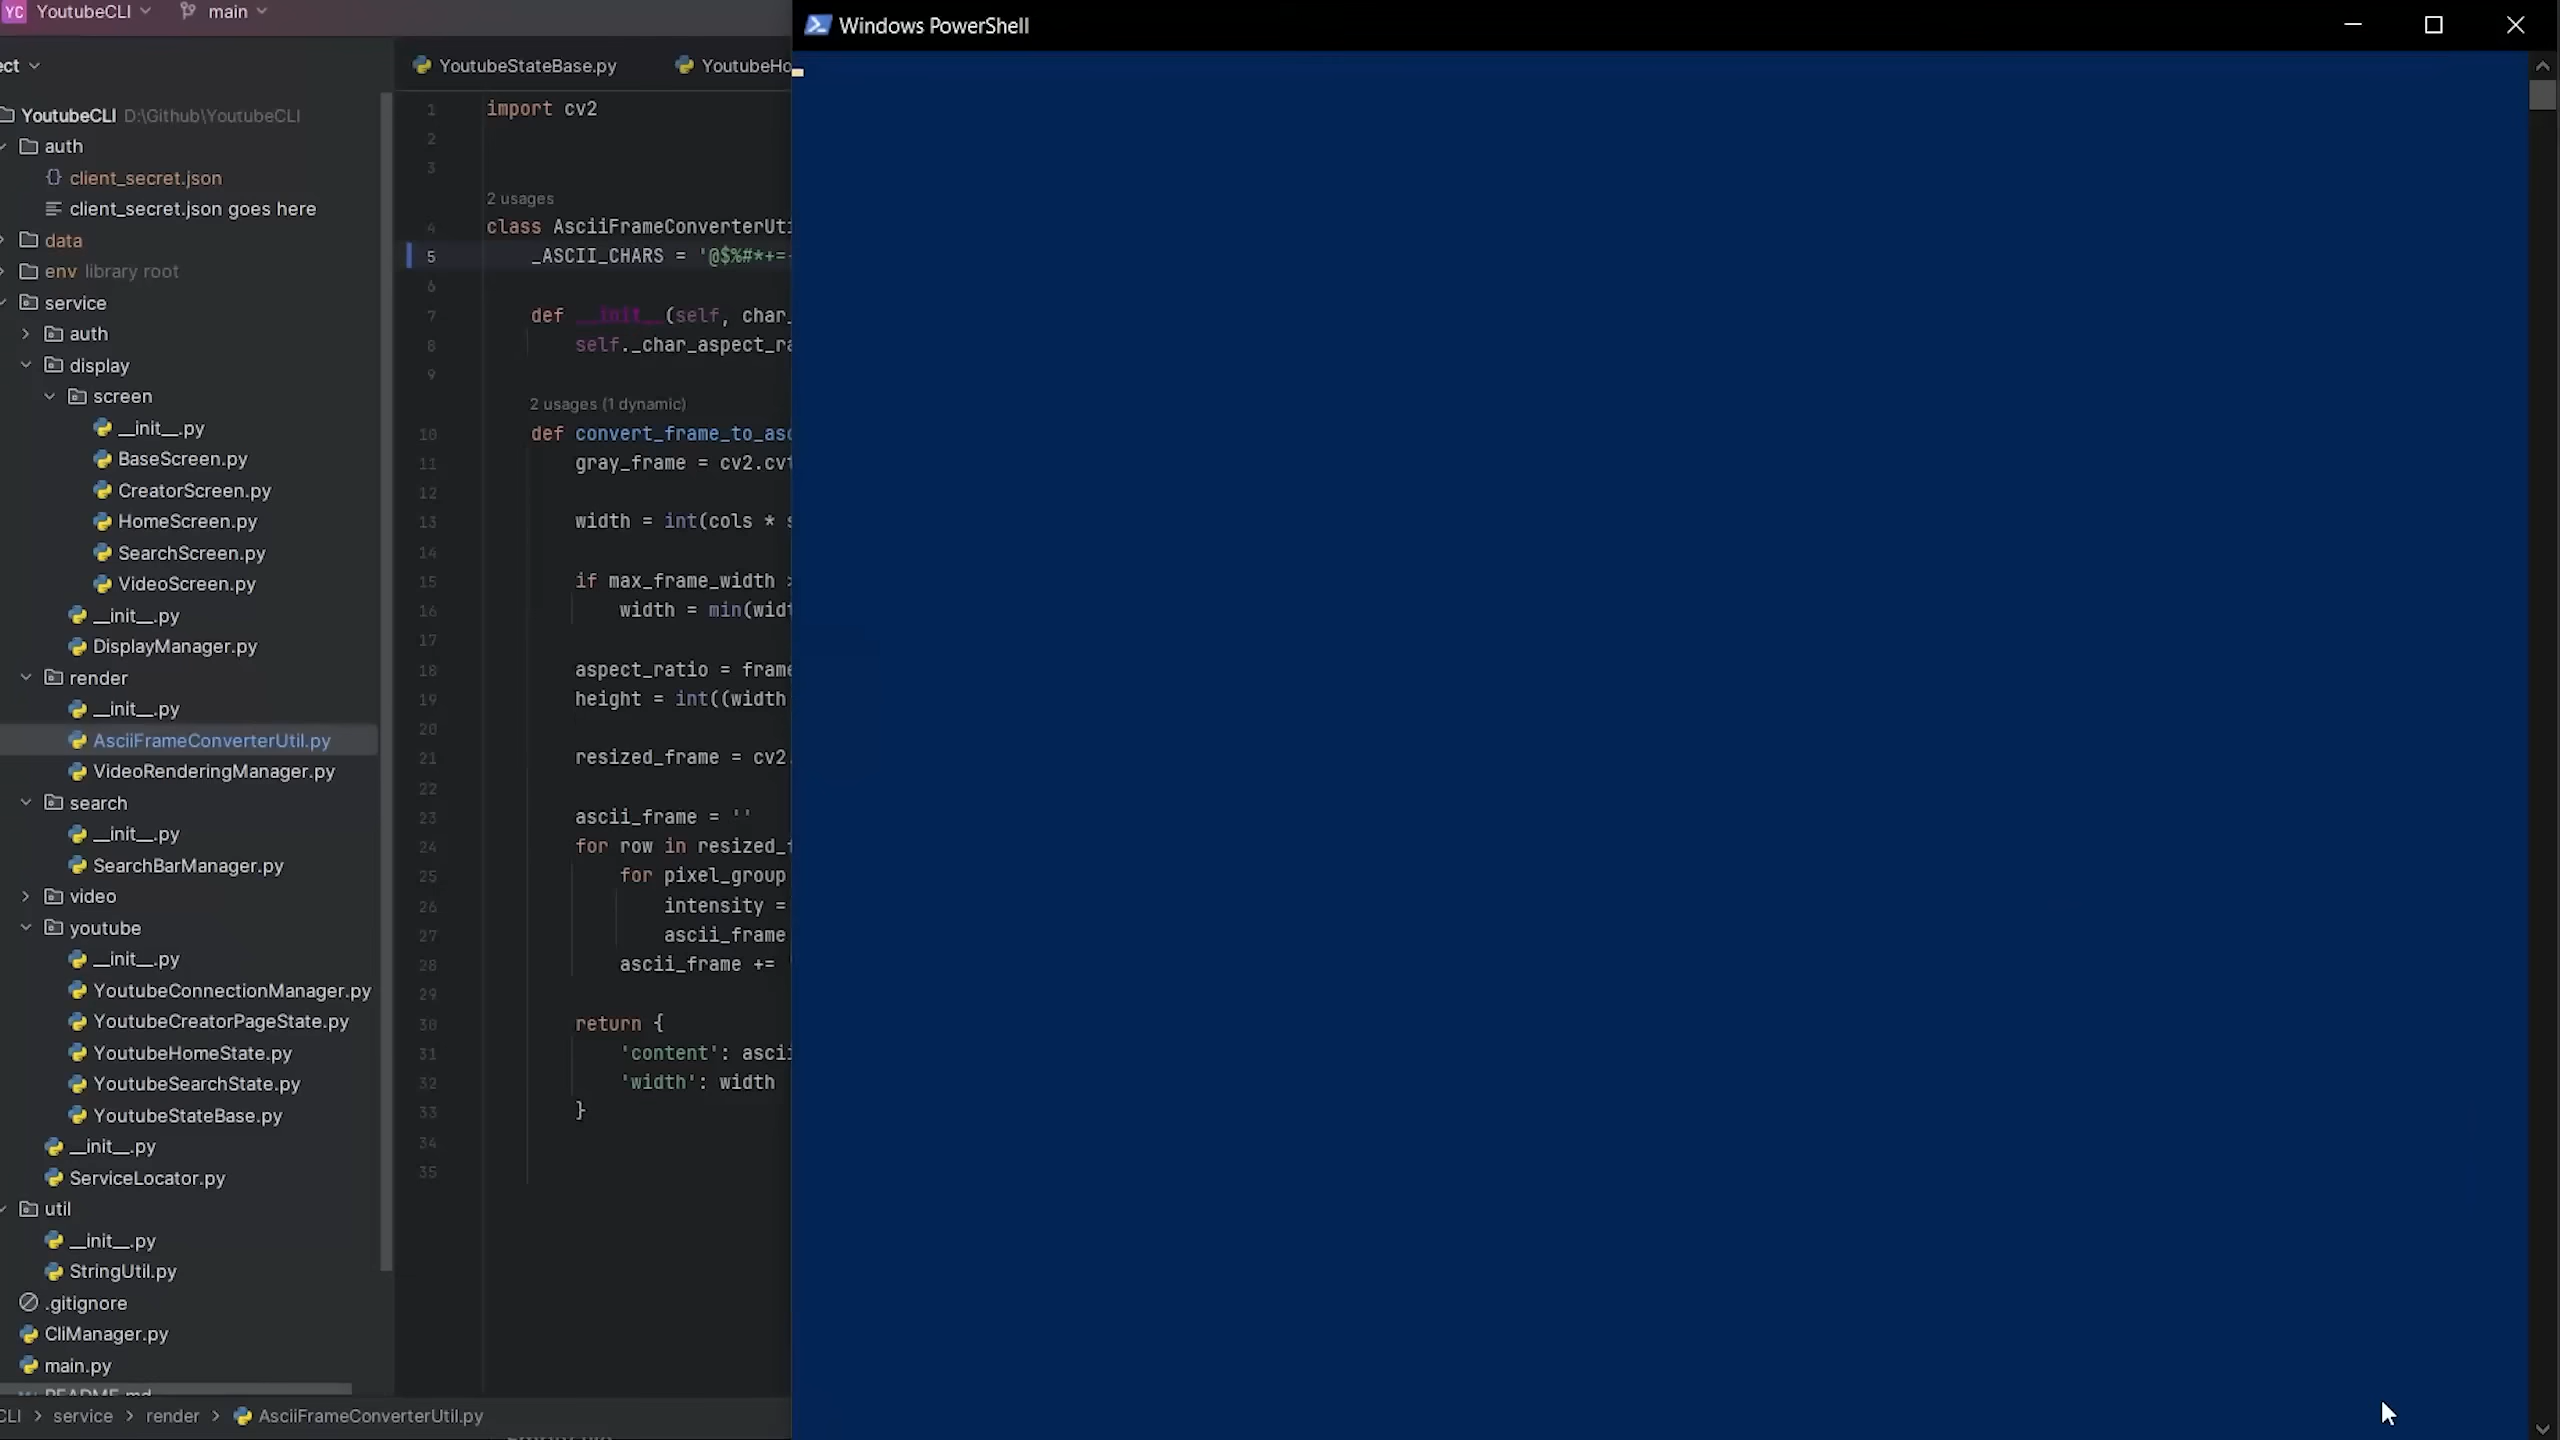 YC YoutubeCLI main
ect
YoutubeCLI D:\Github\YoutubeCLI
auth
client_secret.json
client_secret.json goes here
data
env library root
service
auth
display
screen
__init__.py
BaseScreen.py
CreatorScreen.py
HomeScreen.py
SearchScreen.py
VideoScreen.py
__init__.py
DisplayManager.py
render
__init__.py
AsciiFrameConverterUtil.py
VideoRenderingManager.py
search
__init__.py
SearchBarManager.py
video
youtube
__init__.py
YoutubeConnectionManager.py
YoutubeCreatorPageState.py
YoutubeHomeState.py
YoutubeSearchState.py
YoutubeStateBase.py
__init__.py
ServiceLocator.py
util
__init__.py
StringUtil.py
.gitignore
CliManager.py
main.py
README.md
CLI > service > render > AsciiFrameConverterUtil.py
YoutubeStateBase.py YoutubeHo
1 import cv2
2
3
2 usages
4 class AsciiFrameConverterUti
5 _ASCII_CHARS = '@$%#*+=-
6
7 def __init__(self, char_
8 self._char_aspect_ra
9
2 usages (1 dynamic)
10 def convert_frame_to_asc
11 gray_frame = cv2.cvt
12
13 width = int(cols * s
14
15 if max_frame_width >
16 width = min(widt
17
18 aspect_ratio = frame
19 height = int((width
20
21 resized_frame = cv2.
22
23 ascii_frame = ''
24 for row in resized_f
25 for pixel_group
26 intensity =
27 ascii_frame
28 ascii_frame += '
29
30 return {
31 'content': ascii
32 'width': width
33 }
34
35
Windows PowerShell